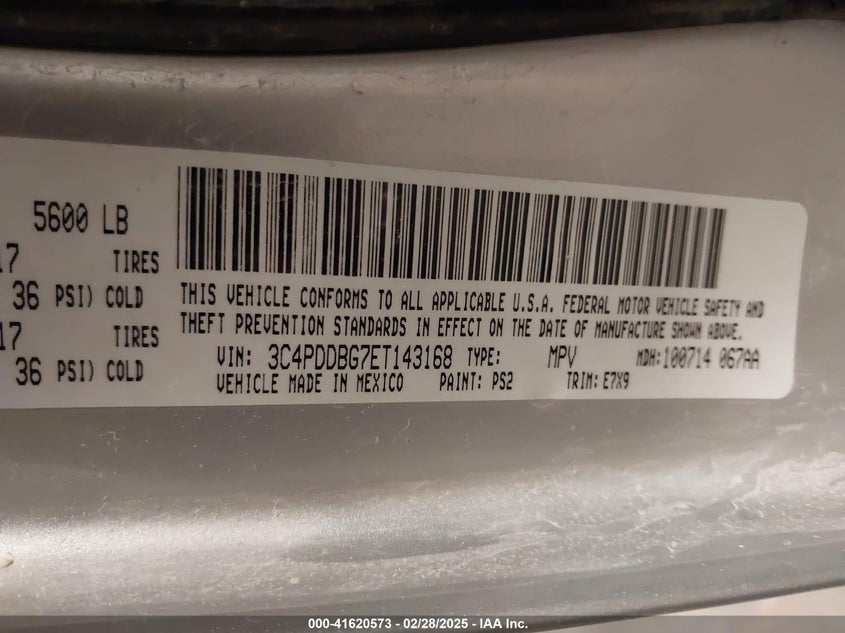 5600 LB
17 TIRES
36 PSI) COLD
17 TIRES
36 PSI) COLD
THIS VEHICLE CONFORMS TO ALL APPLICABLE U.S.A. FEDERAL MOTOR VEHICLE SAFETY AND
THEFT PREVENTION STANDARDS IN EFFECT ON THE DATE OF MANUFACTURE SHOWN ABOVE.
VIN: 3C4PDDBG7ET143168 TYPE: MPV MDH:100714 067AA
VEHICLE MADE IN MEXICO PAINT: PS2 TRIM: E7X9
000-41620573 | 02/28/2025 - IAA Inc.